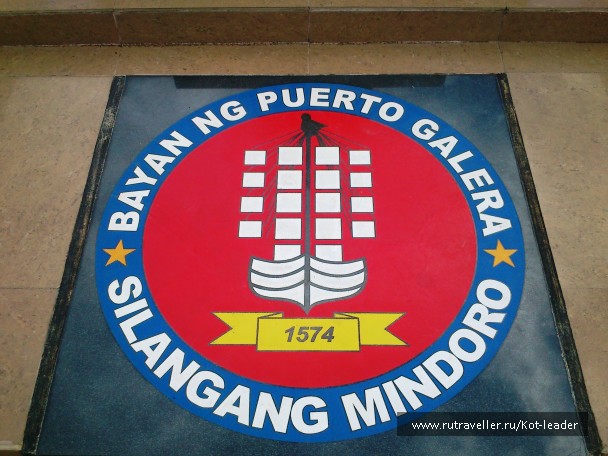 BAYAN NG PUERTO GALERA
1574
SILANGANG MINDORO
www.rutraveller.ru/Kot-leader